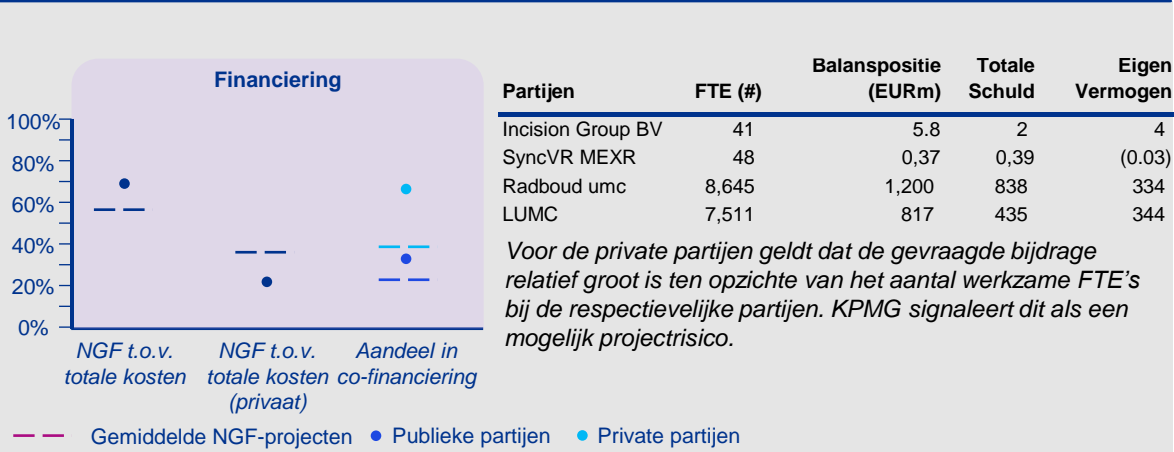 Financiering
100%
80%
60%
40%
20%
0%
NGF t.o.v. totale kosten
NGF t.o.v. totale kosten (privaat)
Aandeel in co-financiering
Gemiddelde NGF-projecten Publieke partijen Private partijen
Partijen FTE (#) Balanspositie (EURm) Totale Schuld Eigen Vermogen
Incision Group BV 41 5.8 2 4
SyncVR MEXR 48 0,37 0,39 (0.03)
Radboud umc 8,645 1,200 838 334
LUMC 7,511 817 435 344
Voor de private partijen geldt dat de gevraagde bijdrage
relatief groot is ten opzichte van het aantal werkzame FTE's
bij de respectievelijke partijen. KPMG signaleert dit als een
mogelijk projectrisico.